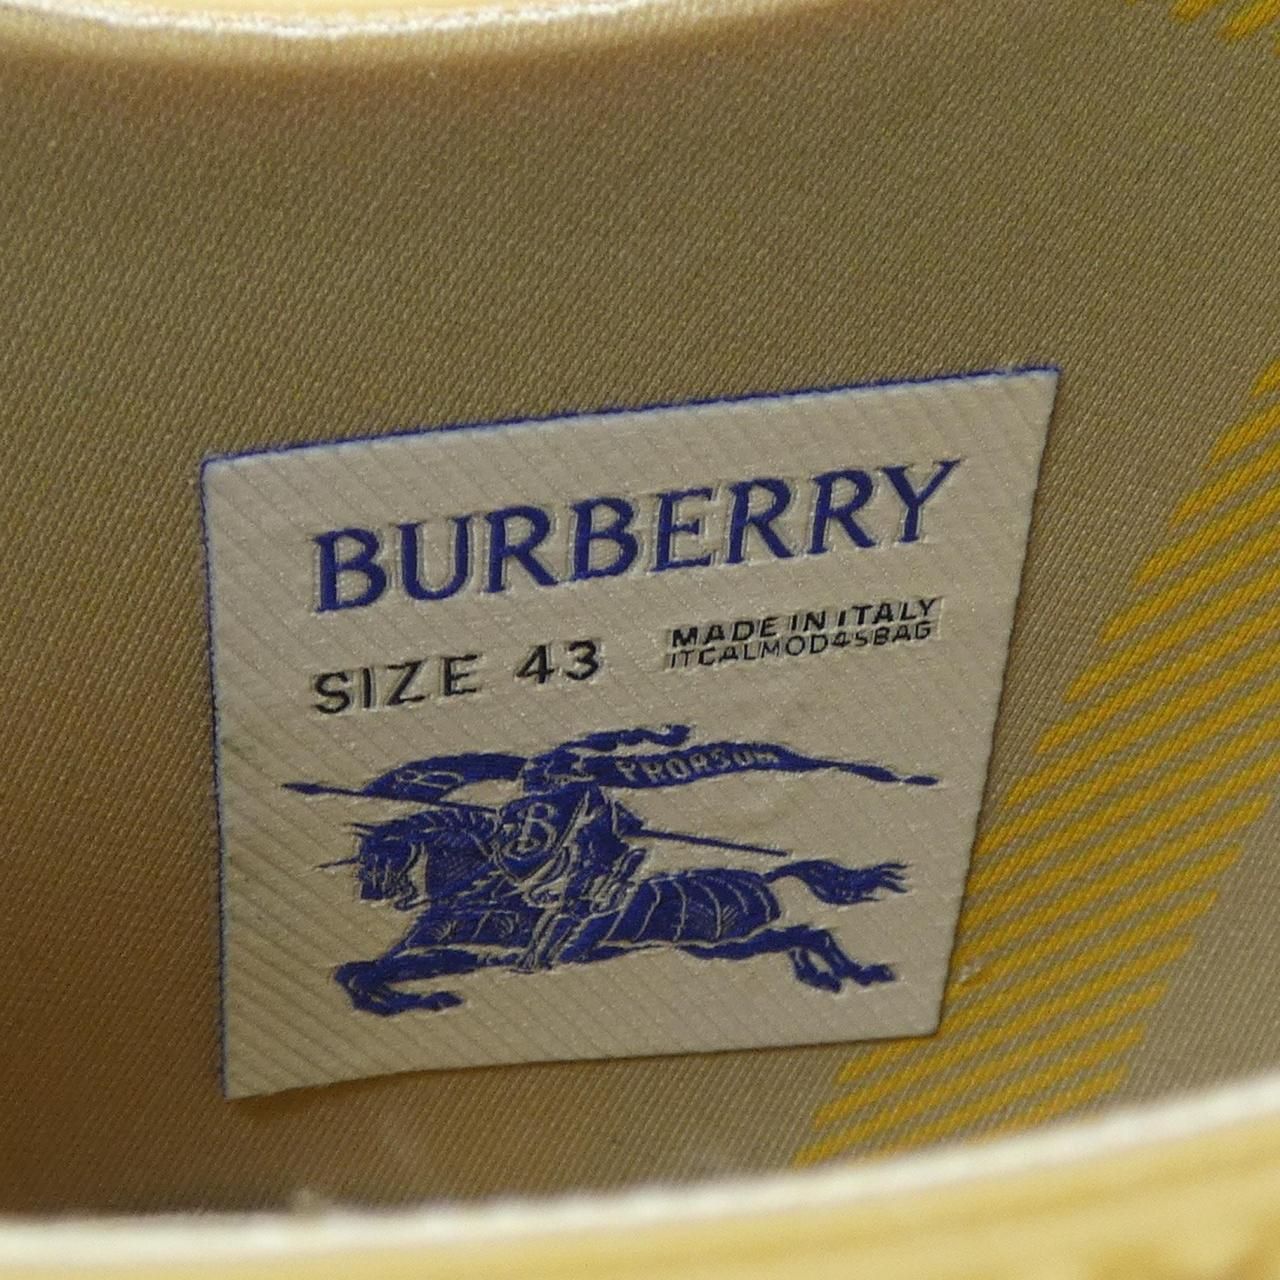 BURBERRY
SIZE 43
MADE IN ITALY
ITCALMOD45BAG
PRORSUM
B